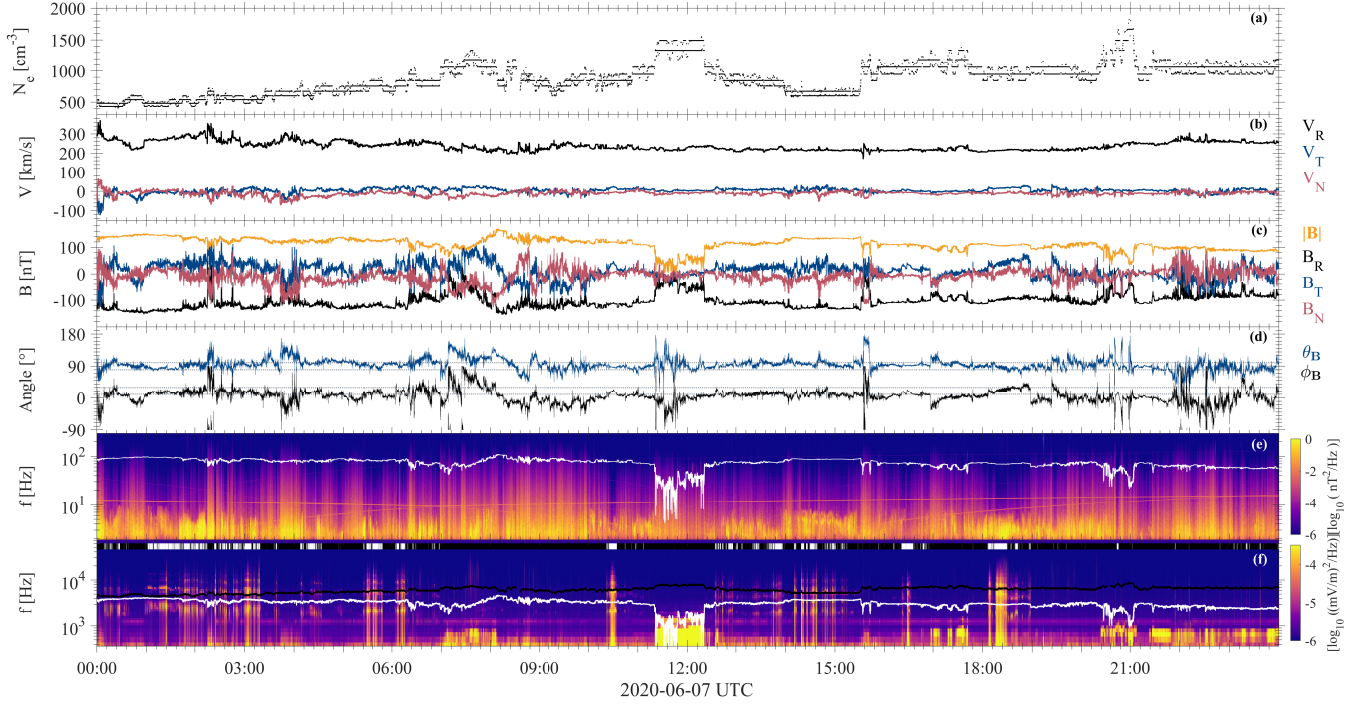 2000
1500
1000
500
N_e [cm^-3]
(a)
300
200
100
0
-100
V [km/s]
(b)
V_R
V_T
V_N
100
0
-100
B [nT]
(c)
|B|
B_R
B_T
B_N
180
90
0
-90
Angle [°]
(d)
θ_B
ϕ_B
10^2
10^1
f [Hz]
(e)
0
-2
-4
-6
[log_10 (nT^2/Hz)]
10^4
10^3
f [Hz]
(f)
-4
-5
-6
[log_10 ((mV/m)^2/Hz)]
00:00 03:00 06:00 09:00 12:00 15:00 18:00 21:00
2020-06-07 UTC